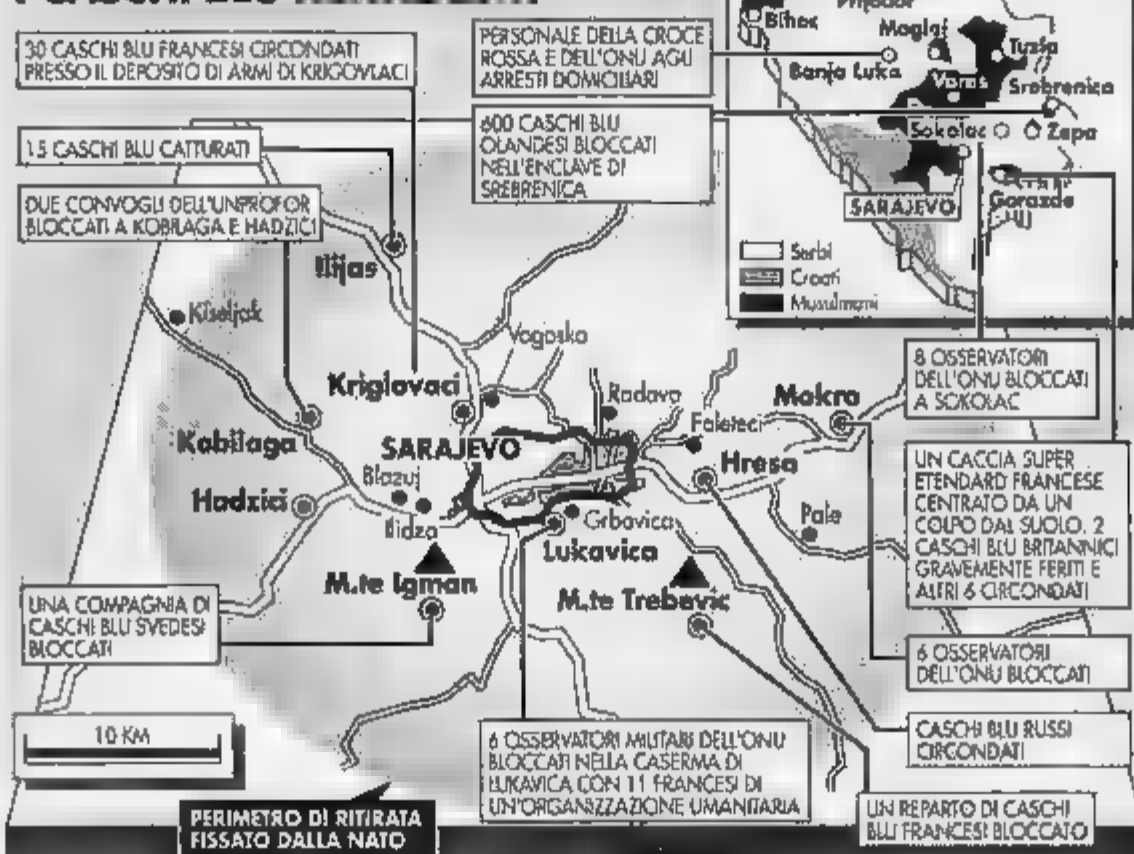 30 CASCHI BLU FRANCESI CIRCONDATI
PRESSO IL DEPOSITO DI ARMI DI KRIGOVLACI
PERSONALE DELLA CROCE
ROSSA E DELL'ONU AGLI
ARRESTI DOMICILIARI
15 CASCHI BLU CATTURATI
600 CASCHI BLU
OLANDESI BLOCCATI
NELL'ENCLAVE DI
SREBRENICA
DUE CONVOGLI DELL'UNPROFOR
BLOCCATI A KOBILAGA E HADZICI
Bihac
Prijedor
Maglaj
Tuzla
Banja Luka
Vares
Srebrenica
Sokolac
Zepa
Gorazde
SARAJEVO
Serbi
Croati
Musulmani
Ilijas
Kiseljak
Vogoska
Kriglovaci
Radava
Mokro
Kobilaga
SARAJEVO
Faleteci
Hresa
Blazuj
Hadzici
Ilidza
Grbavica
Pale
Lukavica
M.te Igman
M.te Trebevic
8 OSSERVATORI
DELL'ONU BLOCCATI
A SOKOLAC
UN CACCIA SUPER
ETENDARD FRANCESE
CENTRATO DA UN
COLPO DAL SUOLO. 2
CASCHI BLU BRITANNICI
GRAVEMENTE FERITI E
ALTRI 6 CIRCONDATI
UNA COMPAGNIA DI
CASCHI BLU SVEDESI
BLOCCATI
6 OSSERVATORI
DELL'ONU BLOCCATI
10 KM
6 OSSERVATORI MILITARI DELL'ONU
BLOCCATI NELLA CASERMA DI
LUKAVICA CON 11 FRANCESI DI
UN'ORGANIZZAZIONE UMANITARIA
CASCHI BLU RUSSI
CIRCONDATI
PERIMETRO DI RITIRATA
FISSATO DALLA NATO
UN REPARTO DI CASCHI
BLU FRANCESI BLOCCATO